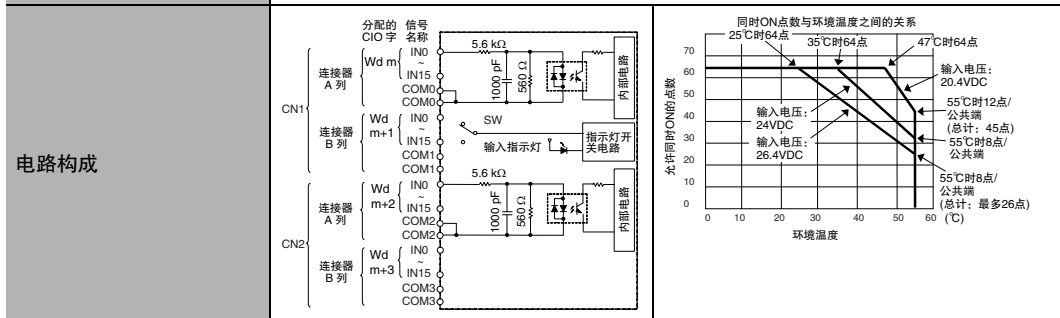 电路构成
分配的 信号
CIO 字 名称
CN1
连接器
A 列
Wd m
IN0
~
IN15
COM0
COM0
连接器
B 列
Wd
m+1
IN0
~
IN15
COM1
COM1
CN2
连接器
A 列
Wd
m+2
IN0
~
IN15
COM2
COM2
连接器
B 列
Wd
m+3
IN0
~
IN15
COM3
COM3
5.6 kΩ
1000 pF
560 Ω
内部电路
SW
输入指示灯
指示灯开
关电路
5.6 kΩ
1000 pF
560 Ω
内部电路
同时ON点数与环境温度之间的关系
25℃时64点 35℃时64点 47℃时64点
允许同时ON的点数
70
60
50
40
30
20
10
0
0 10 20 30 40 50 60
(℃)
环境温度
输入电压：
20.4VDC
输入电压：
24VDC
输入电压：
26.4VDC
55℃时12点/
公共端
(总计：45点)
55℃时8点/
公共端
55℃时8点/
公共端
(总计：最多26点)